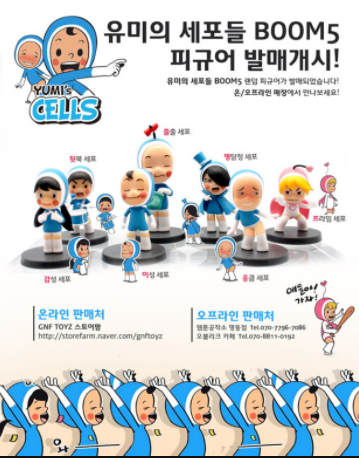 유미의 세포들 BOOM5
피규어 발매개시!
유미의 세포들 BOOM5 랜덤 피규어가 발매되었습니다!
온/오프라인 매장에서 만나보세요!
YUMI's
CELLS
출출 세포
뒷북 세포
명탐정 세포
프라임 세포
감성 세포
이성 세포
응큼 세포
온라인 판매처
GNF TOYZ 스토어팜
http://storefarm.naver.com/gnftoyz
오프라인 판매처
웹툰공작소 명동점 Tel.070-7796-7086
오블리크 카페 Tel.070-8811-0192
가자!
와